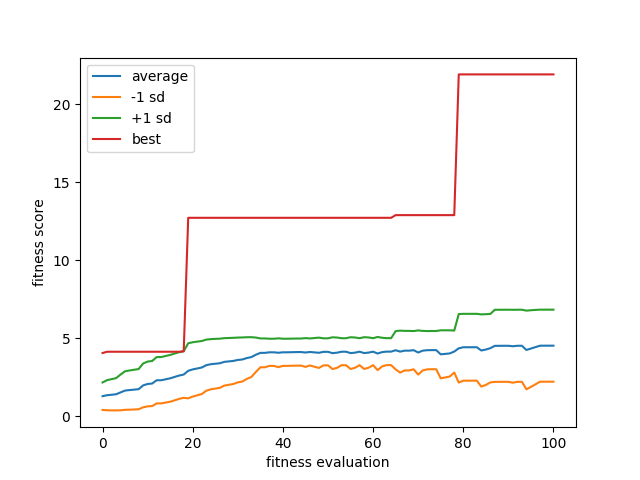 average
-1 sd
+1 sd
best
20
15
10
5
0
fitness score
0 20 40 60 80 100
fitness evaluation